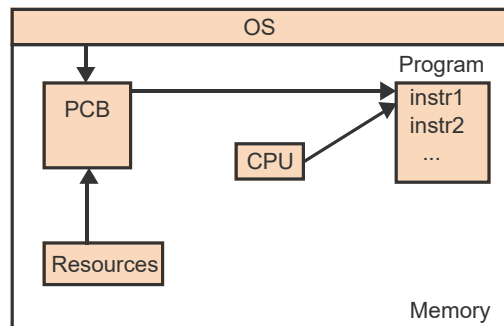 OS
Program
PCB
instr1
instr2
...
CPU
Resources
Memory